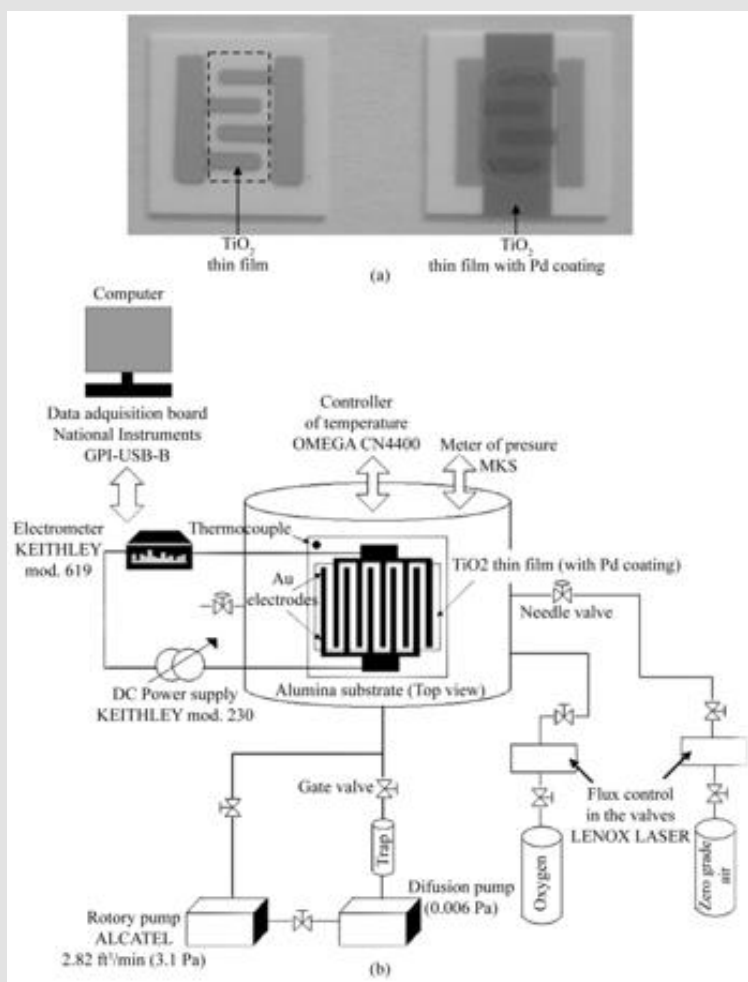 TiO2
thin film
TiO2
thin film with Pd coating
(a)
Computer
Data adquisition board
National Instruments
GPI-USB-B
Controller
of temperature
OMEGA CN4400
Meter of presure
MKS
Electrometer
KEITHLEY
mod. 619
Thermocouple
Au
electrodes
TiO2 thin film (with Pd coating)
Needle valve
DC Power supply
KEITHLEY mod. 230
Alumina substrate (Top view)
Gate valve
Trap
Flux control
in the valves
LENOX LASER
Oxygen
Zero grade
air
Rotory pump
ALCATEL
2.82 ft³/min (3.1 Pa)
Difusion pump
(0.006 Pa)
(b)